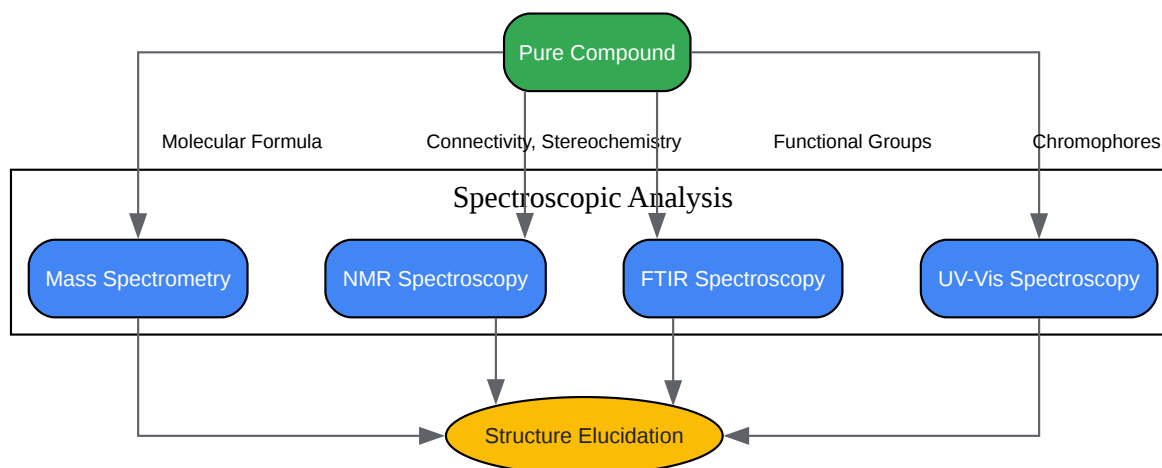 Pure Compound
Molecular Formula
Connectivity, Stereochemistry
Functional Groups
Chromophores
Spectroscopic Analysis
Mass Spectrometry
NMR Spectroscopy
FTIR Spectroscopy
UV-Vis Spectroscopy
Structure Elucidation